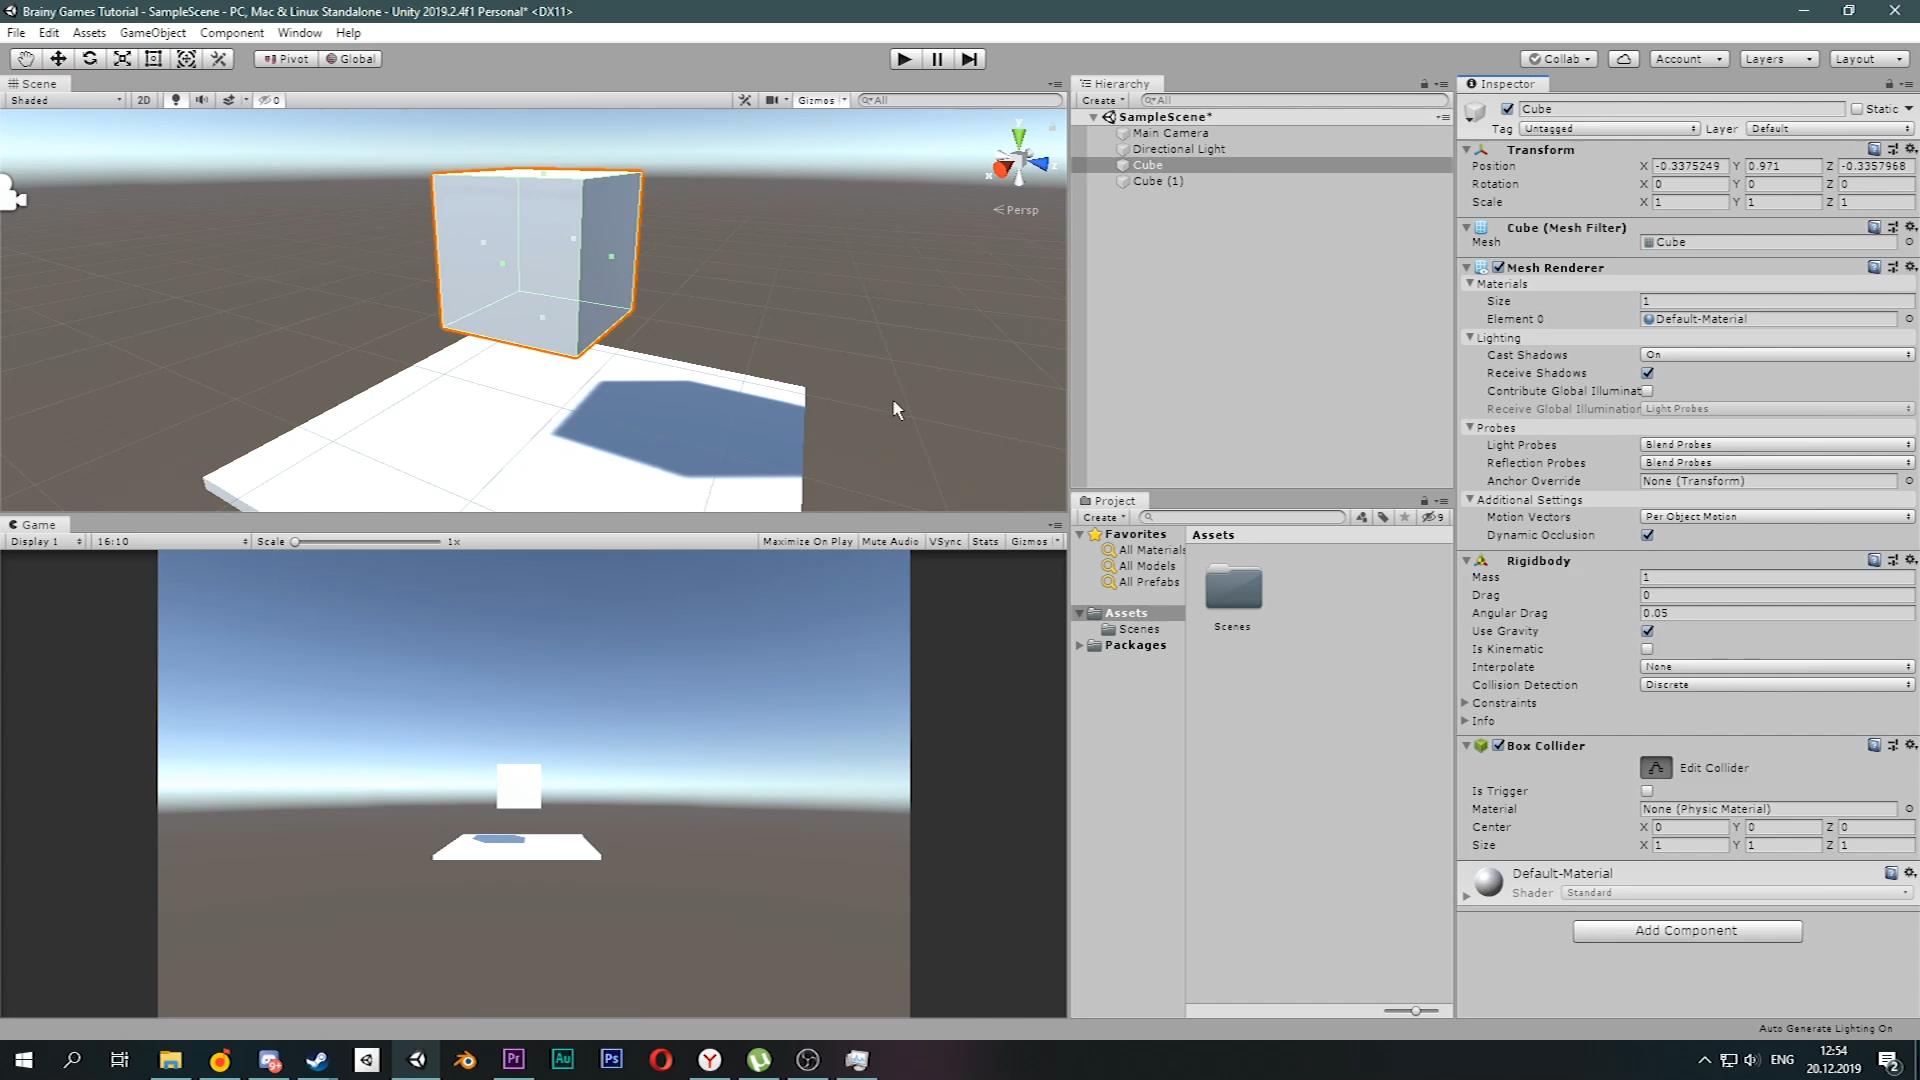 Brainy Games Tutorial - SampleScene - PC, Mac & Linux Standalone - Unity 2019.2.4f1 Personal* <DX11>
File Edit Assets GameObject Component Window Help
Pivot Global Collab Account Layers Layout
Scene
Shaded 2D 0 Gizmos All
y
x
z
Persp
Game
Display 1 16:10 Scale 1x Maximize On Play Mute Audio VSync Stats Gizmos
Hierarchy
Create All
SampleScene*
Main Camera
Directional Light
Cube
Cube (1)
Project
Create 9
Favorites
All Materials
All Models
All Prefabs
Assets
Scenes
Packages
Assets
Scenes
Inspector
Cube Static
Tag Untagged Layer Default
Transform
Position X -0.3375249 Y 0.971 Z -0.3357968
Rotation X 0 Y 0 Z 0
Scale X 1 Y 1 Z 1
Cube (Mesh Filter)
Mesh Cube
Mesh Renderer
Materials
Size 1
Element 0 Default-Material
Lighting
Cast Shadows On
Receive Shadows
Contribute Global Illuminat
Receive Global Illumination Light Probes
Probes
Light Probes Blend Probes
Reflection Probes Blend Probes
Anchor Override None (Transform)
Additional Settings
Motion Vectors Per Object Motion
Dynamic Occlusion
Rigidbody
Mass 1
Drag 0
Angular Drag 0.05
Use Gravity
Is Kinematic
Interpolate None
Collision Detection Discrete
Constraints
Info
Box Collider
Edit Collider
Is Trigger
Material None (Physic Material)
Center X 0 Y 0 Z 0
Size X 1 Y 1 Z 1
Default-Material
Shader Standard
Add Component
Auto Generate Lighting On
Pr Au Ps Y ENG 12:54
20.12.2019 2